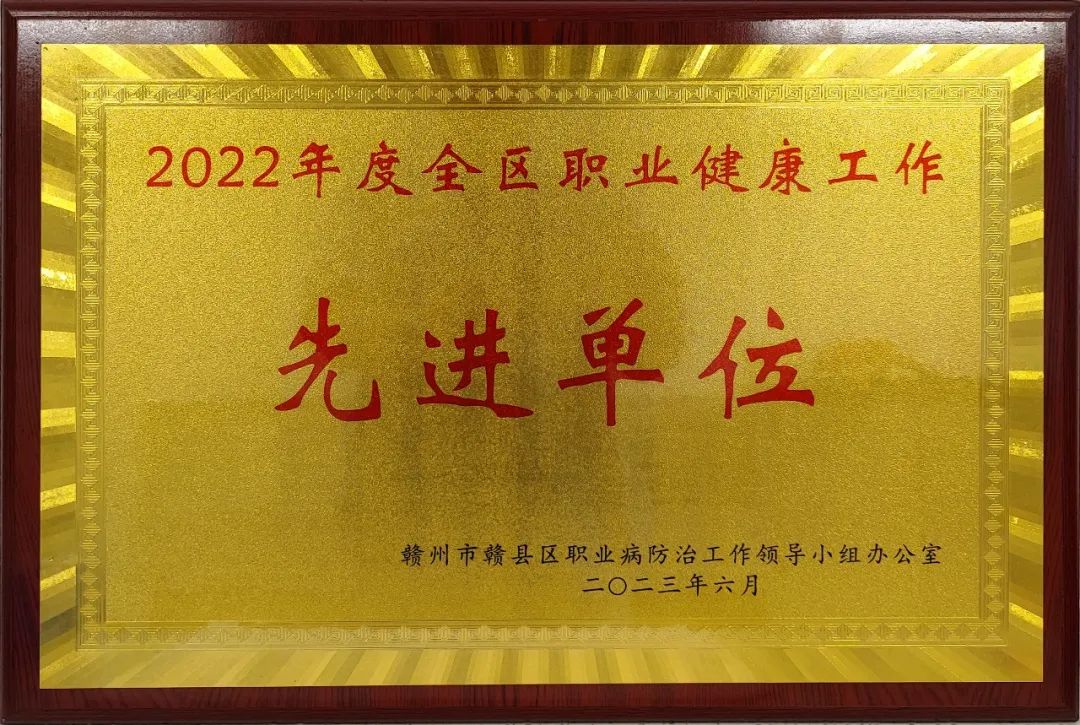 2022年度全区职业健康工作
先进单位
赣州市赣县区职业病防治工作领导小组办公室
二〇二三年六月